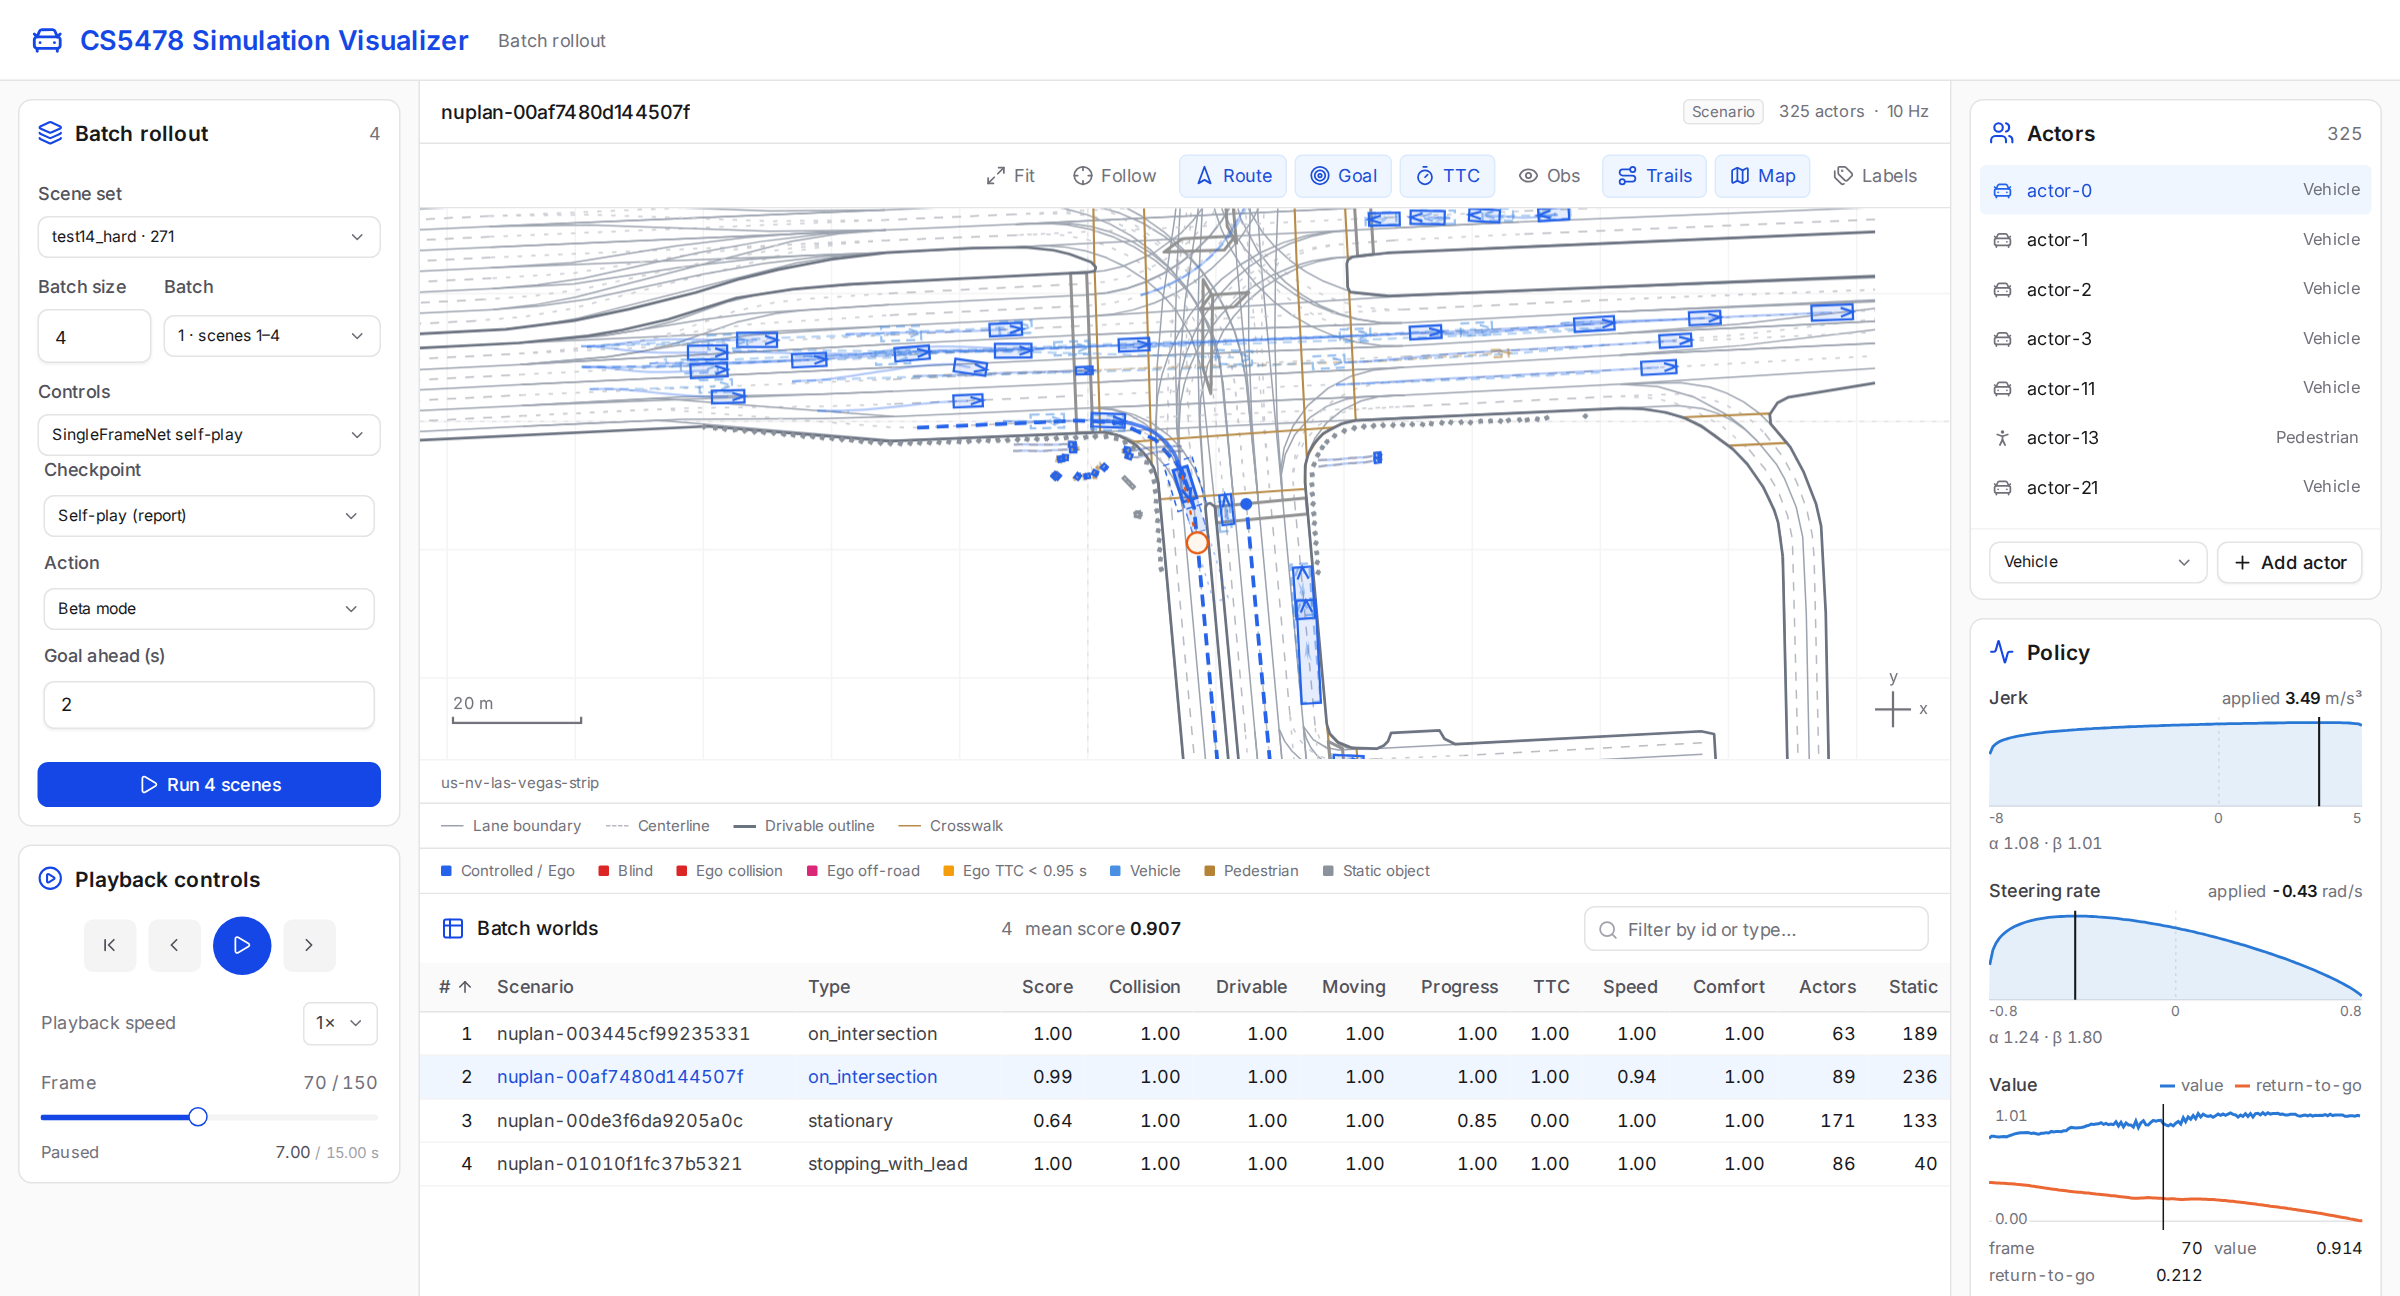 CS5478 Simulation Visualizer Batch rollout
Batch rollout 4
Scene set
test14_hard · 271
Batch size Batch
4 1 · scenes 1–4
Controls
SingleFrameNet self-play
Checkpoint
Self-play (report)
Action
Beta mode
Goal ahead (s)
2
Run 4 scenes
Playback controls
Playback speed 1×
Frame 70 / 150
Paused 7.00 / 15.00 s
nuplan-00af7480d144507f Scenario 325 actors · 10 Hz
Fit Follow Route Goal TTC Obs Trails Map Labels
20 m
y
x
us-nv-las-vegas-strip
Lane boundary Centerline Drivable outline Crosswalk
Controlled / Ego Blind Ego collision Ego off-road Ego TTC < 0.95 s Vehicle Pedestrian Static object
Batch worlds 4 mean score 0.907 Filter by id or type...
# ↑ Scenario Type Score Collision Drivable Moving Progress TTC Speed Comfort Actors Static
1 nuplan-003445cf99235331 on_intersection 1.00 1.00 1.00 1.00 1.00 1.00 1.00 1.00 63 189
2 nuplan-00af7480d144507f on_intersection 0.99 1.00 1.00 1.00 1.00 1.00 0.94 1.00 89 236
3 nuplan-00de3f6da9205a0c stationary 0.64 1.00 1.00 1.00 0.85 0.00 1.00 1.00 171 133
4 nuplan-01010f1fc37b5321 stopping_with_lead 1.00 1.00 1.00 1.00 1.00 1.00 1.00 1.00 86 40
Actors 325
actor-0 Vehicle
actor-1 Vehicle
actor-2 Vehicle
actor-3 Vehicle
actor-11 Vehicle
actor-13 Pedestrian
actor-21 Vehicle
Vehicle + Add actor
Policy
Jerk applied 3.49 m/s³
-8 0 5
α 1.08 · β 1.01
Steering rate applied -0.43 rad/s
-0.8 0 0.8
α 1.24 · β 1.80
Value value return-to-go
1.01
0.00
frame 70 value 0.914
return-to-go 0.212